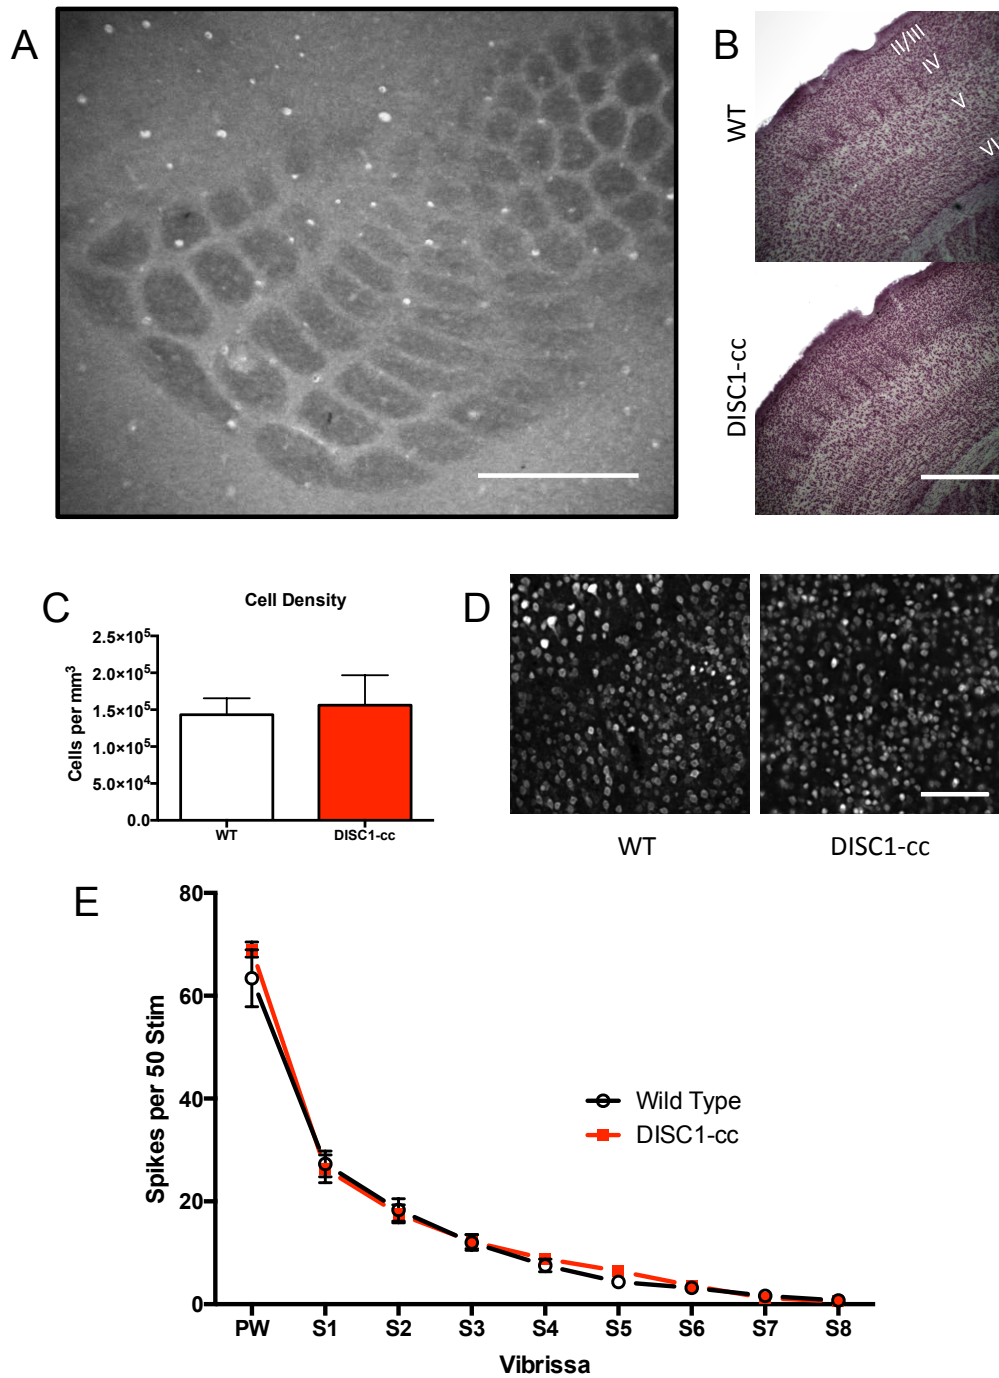 A
B
WT
II/III
IV
V
VI
DISC1-cc
C
Cell Density
2.5×10⁵
2.0×10⁵
1.5×10⁵
1.0×10⁵
5.0×10⁴
0.0
Cells per mm³
WT
DISC1-cc
D
WT
DISC1-cc
E
80
60
40
20
0
Spikes per 50 Stim
Wild Type
DISC1-cc
PW S1 S2 S3 S4 S5 S6 S7 S8
Vibrissa